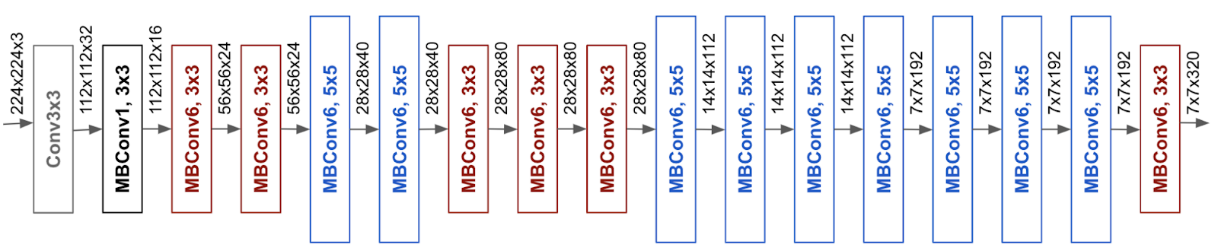 224x224x3
Conv3x3
112x112x32
MBConv1, 3x3
112x112x16
MBConv6, 3x3
56x56x24
MBConv6, 3x3
56x56x24
MBConv6, 5x5
28x28x40
MBConv6, 5x5
28x28x40
MBConv6, 3x3
28x28x80
MBConv6, 3x3
28x28x80
MBConv6, 3x3
28x28x80
MBConv6, 5x5
14x14x112
MBConv6, 5x5
14x14x112
MBConv6, 5x5
14x14x112
MBConv6, 5x5
7x7x192
MBConv6, 5x5
7x7x192
MBConv6, 5x5
7x7x192
MBConv6, 5x5
7x7x192
MBConv6, 3x3
7x7x320